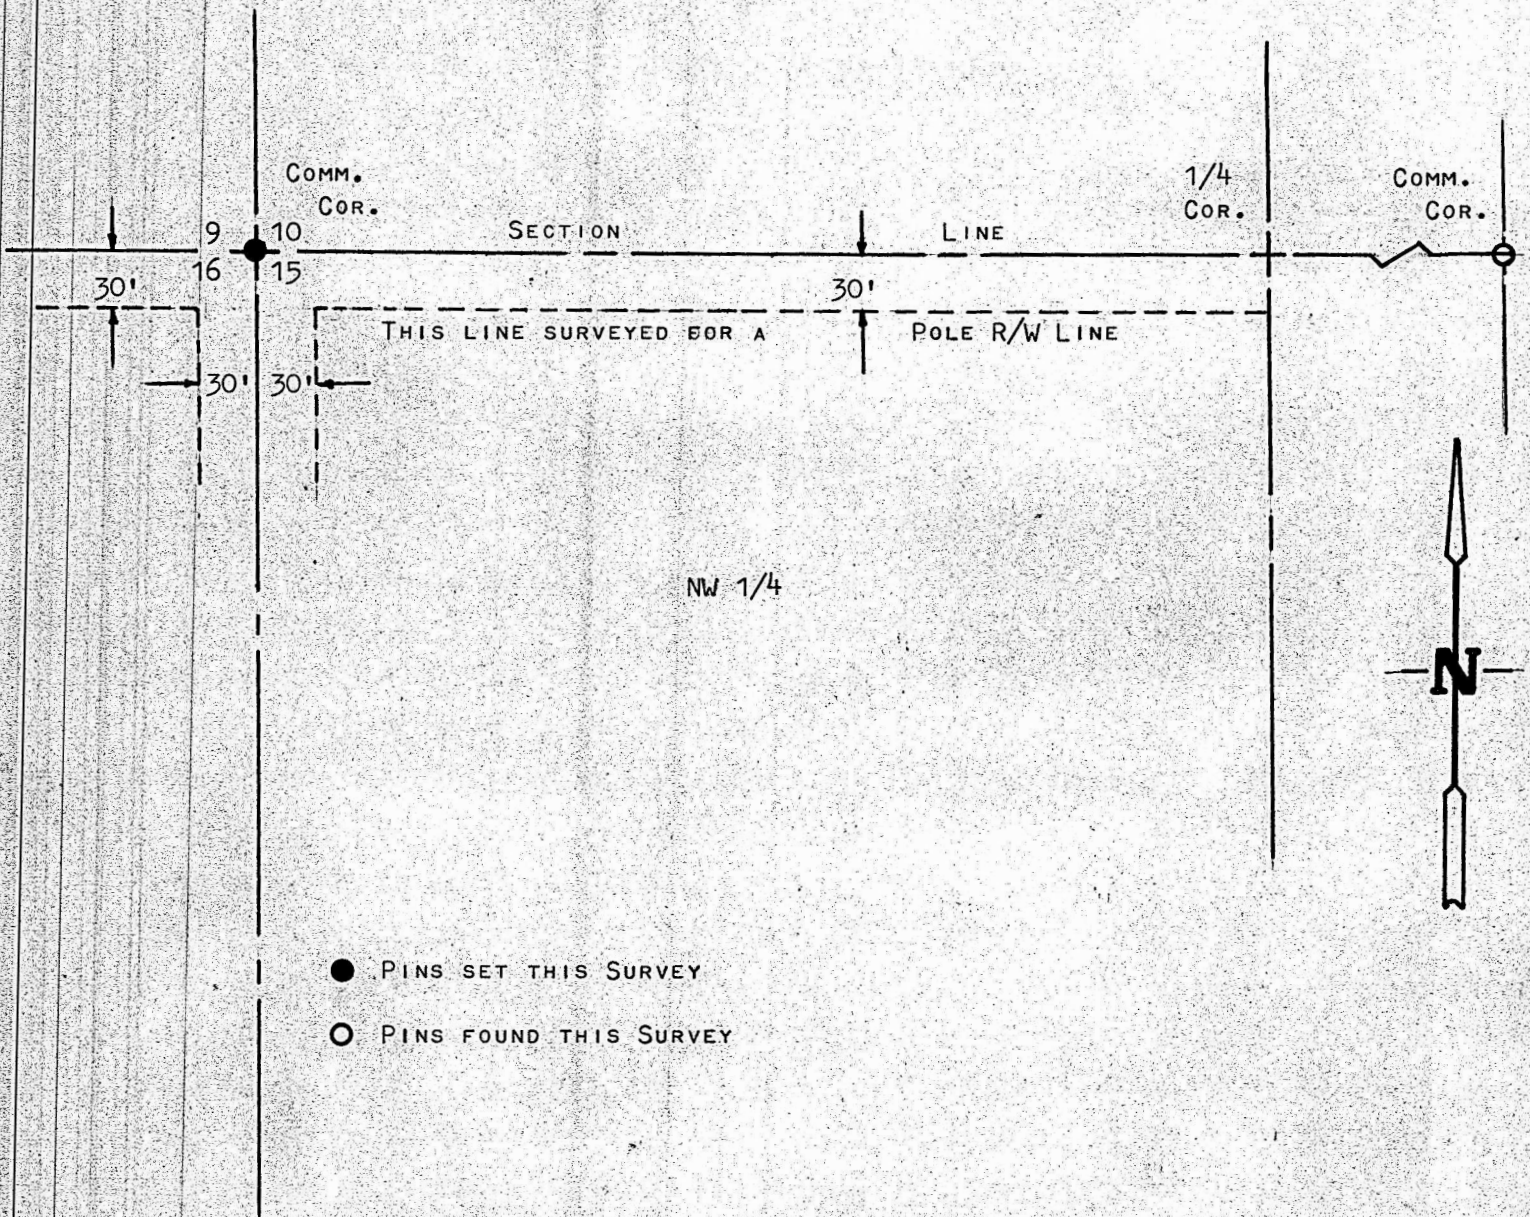 Comm.
Cor.
1/4
Cor.
Comm.
Cor.
9 10
16 15
Section Line
30'
30'
This line surveyed eor a Pole R/W Line
30' 30'
NW 1/4
N
Pins set this Survey
Pins found this Survey